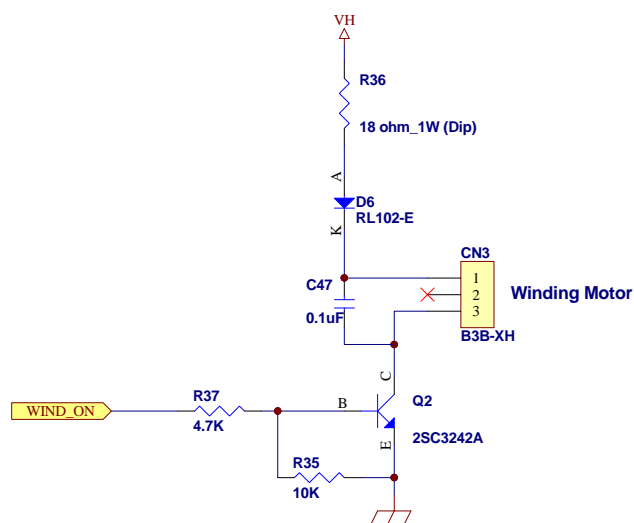 VH
R36
18 ohm_1W (Dip)
A
D6
RL102-E
K
CN3
C47
1
2
3
Winding Motor
0.1uF
B3B-XH
C
R37
B
Q2
WIND_ON
4.7K
E
2SC3242A
R35
10K